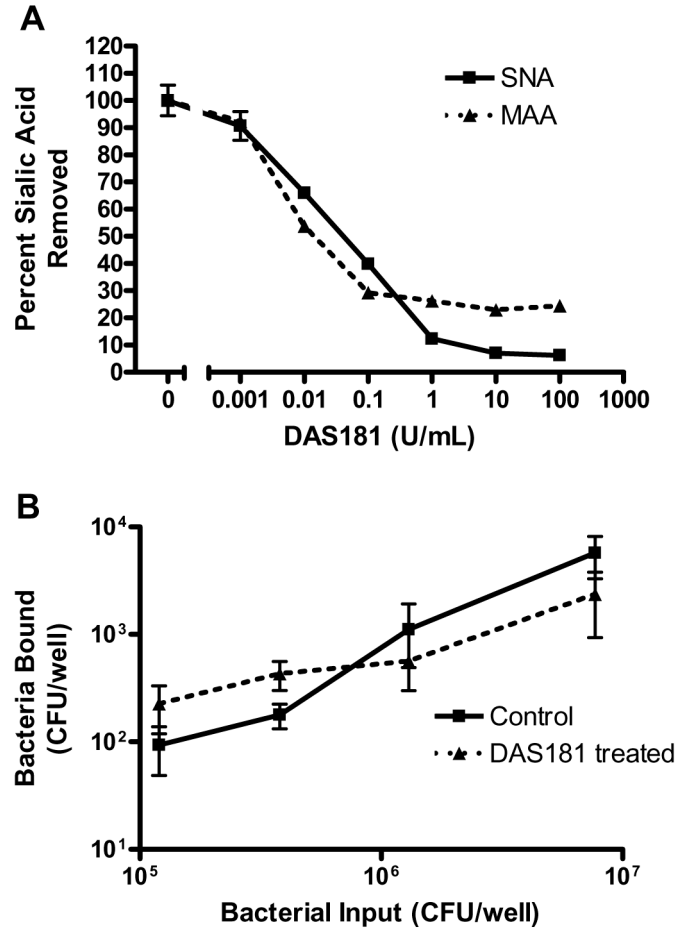 A
120
110
100
90
80
70
60
50
40
30
20
10
0
Percent Sialic Acid
Removed
SNA
MAA
0 0.001 0.01 0.1 1 10 100 1000
DAS181 (U/mL)
B
10⁴
10³
10²
10¹
Bacteria Bound
(CFU/well)
Control
DAS181 treated
10⁵ 10⁶ 10⁷
Bacterial Input (CFU/well)